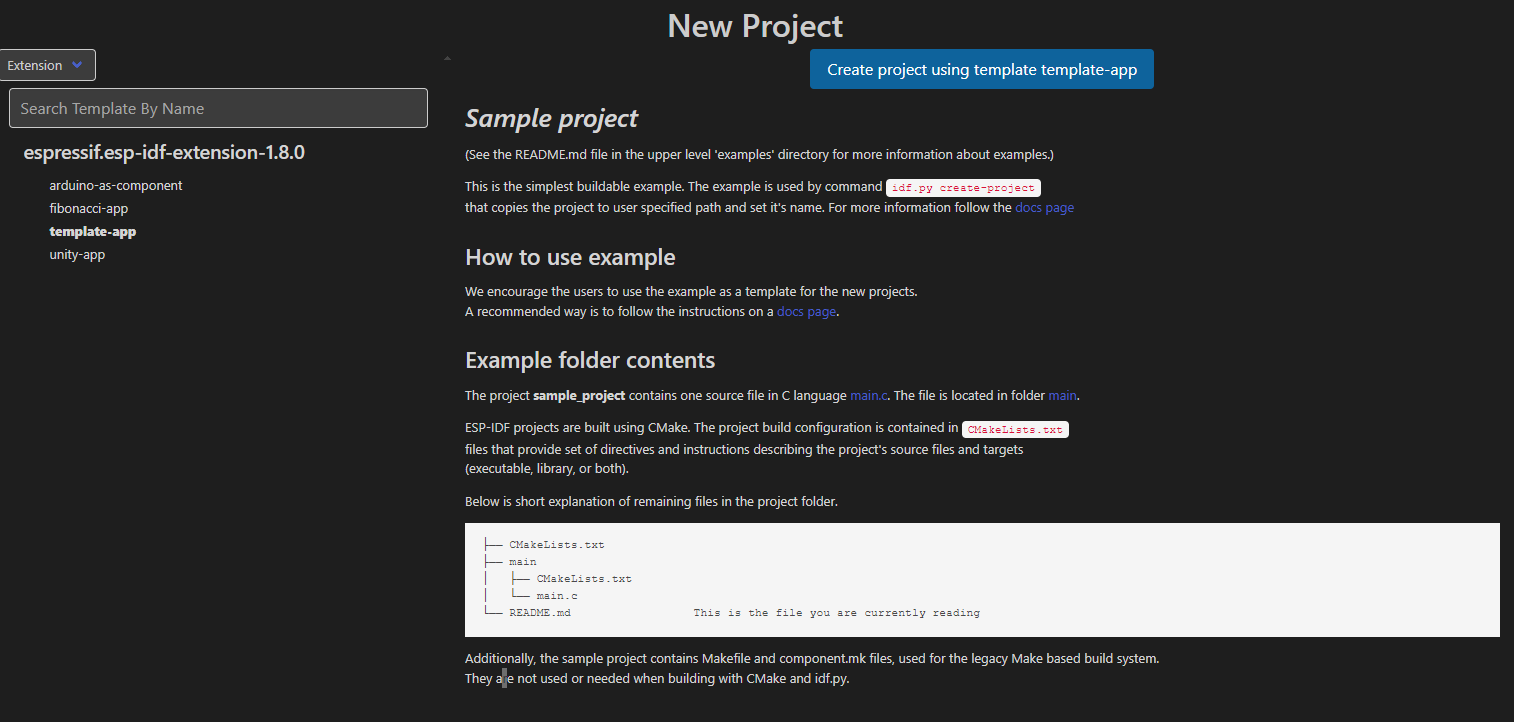 New Project
Extension
Search Template By Name
espressif.esp-idf-extension-1.8.0
arduino-as-component
fibonacci-app
template-app
unity-app
Create project using template template-app
Sample project
(See the README.md file in the upper level 'examples' directory for more information about examples.)
This is the simplest buildable example. The example is used by command idf.py create-project
that copies the project to user specified path and set it's name. For more information follow the docs page
How to use example
We encourage the users to use the example as a template for the new projects.
A recommended way is to follow the instructions on a docs page.
Example folder contents
The project sample_project contains one source file in C language main.c. The file is located in folder main.
ESP-IDF projects are built using CMake. The project build configuration is contained in CMakeLists.txt
files that provide set of directives and instructions describing the project's source files and targets
(executable, library, or both).
Below is short explanation of remaining files in the project folder.
├── CMakeLists.txt
├── main
│   ├── CMakeLists.txt
│   └── main.c
└── README.md                  This is the file you are currently reading
Additionally, the sample project contains Makefile and component.mk files, used for the legacy Make based build system.
They are not used or needed when building with CMake and idf.py.